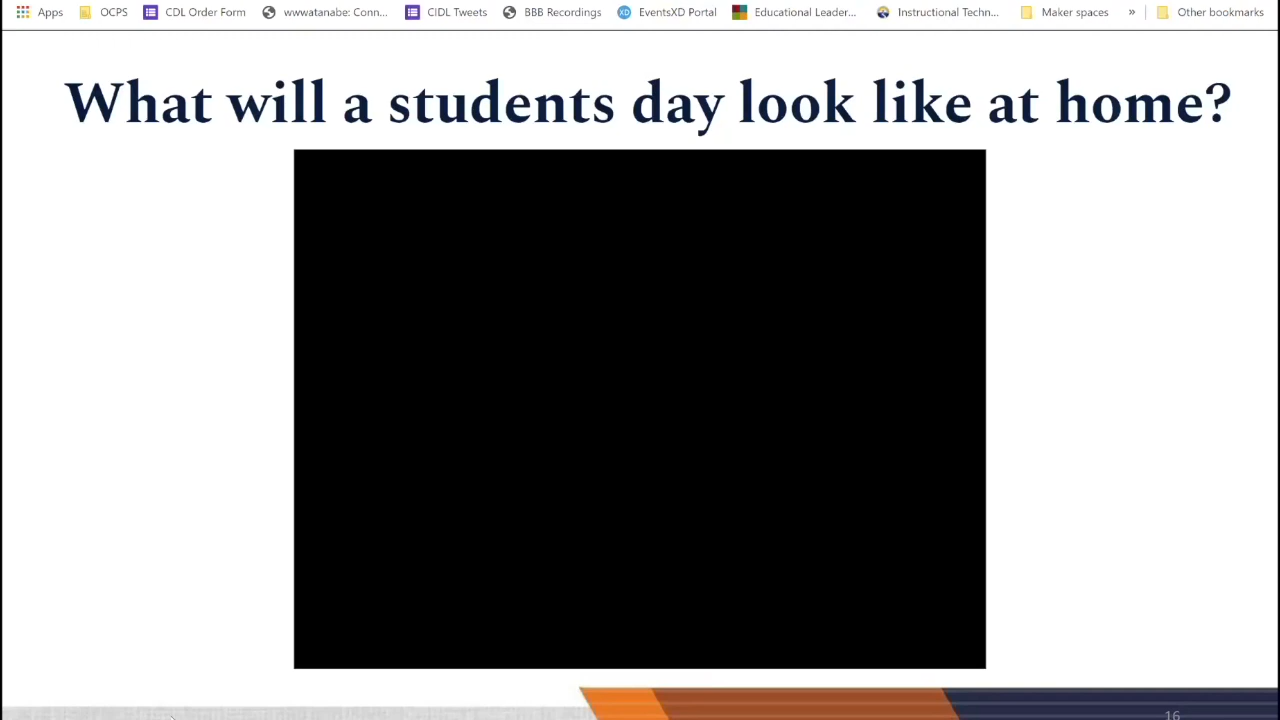 Apps OCPS CDL Order Form wwwatanabe: Conn... CIDL Tweets BBB Recordings XD EventsXD Portal Educational Leader... Instructional Techn... Maker spaces » Other bookmarks
What will a students day look like at home?
16